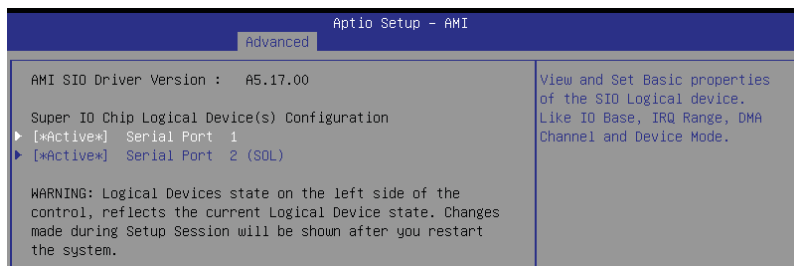 Aptio Setup - AMI
Advanced
AMI SIO Driver Version : A5.17.00
Super IO Chip Logical Device(s) Configuration
[*Active*] Serial Port 1
[*Active*] Serial Port 2 (SOL)
WARNING: Logical Devices state on the left side of the
control, reflects the current Logical Device state. Changes
made during Setup Session will be shown after you restart
the system.
View and Set Basic properties
of the SIO Logical device.
Like IO Base, IRQ Range, DMA
Channel and Device Mode.